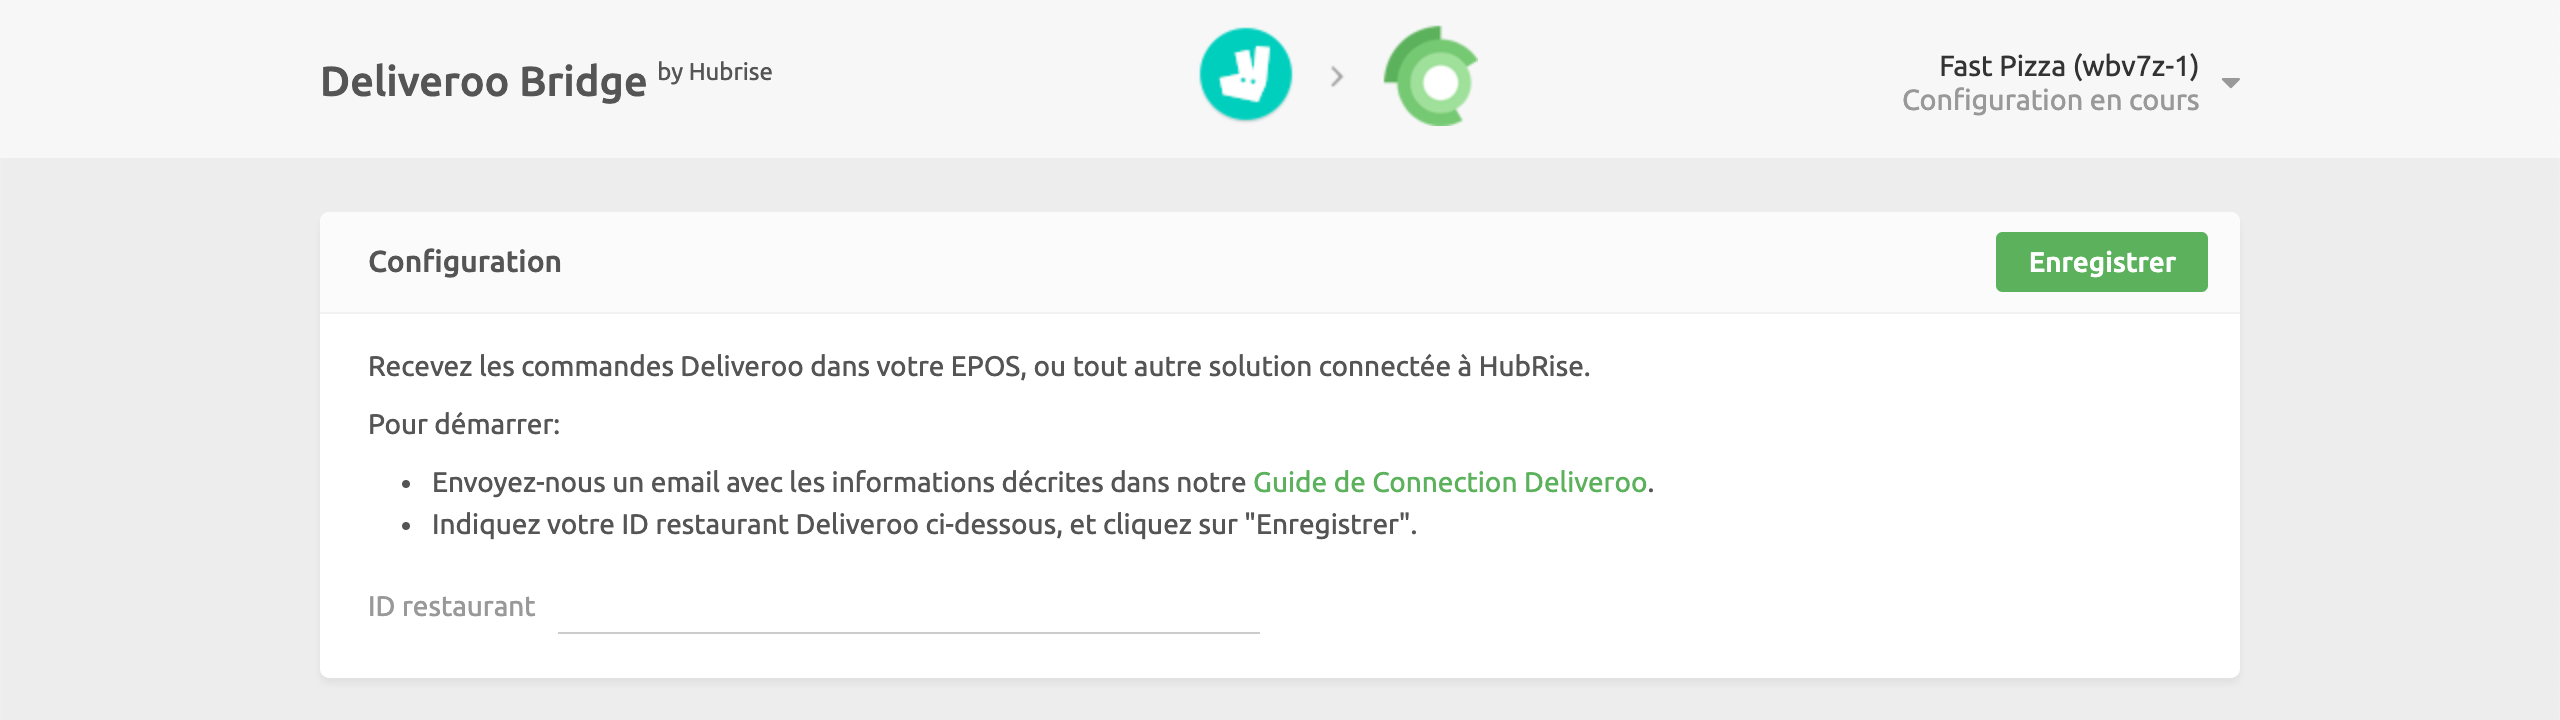 Deliveroo Bridge by Hubrise
Fast Pizza (wbv7z-1)
Configuration en cours
Configuration
Enregistrer
Recevez les commandes Deliveroo dans votre EPOS, ou tout autre solution connectée à HubRise.
Pour démarrer:
• Envoyez-nous un email avec les informations décrites dans notre Guide de Connection Deliveroo.
• Indiquez votre ID restaurant Deliveroo ci-dessous, et cliquez sur "Enregistrer".
ID restaurant